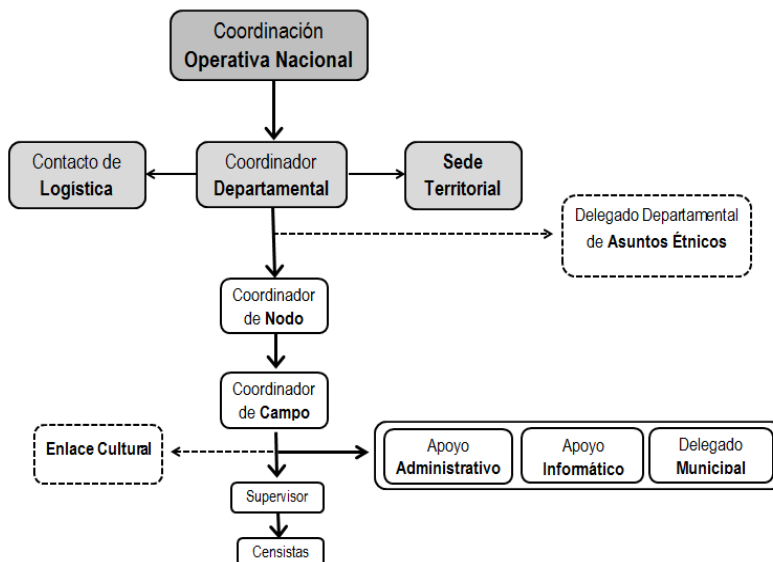 Coordinación
Operativa Nacional
Contacto de
Logística
Coordinador
Departamental
Sede
Territorial
Delegado Departamental
de Asuntos Étnicos
Coordinador
de Nodo
Coordinador
de Campo
Enlace Cultural
Apoyo
Administrativo
Apoyo
Informático
Delegado
Municipal
Supervisor
Censistas